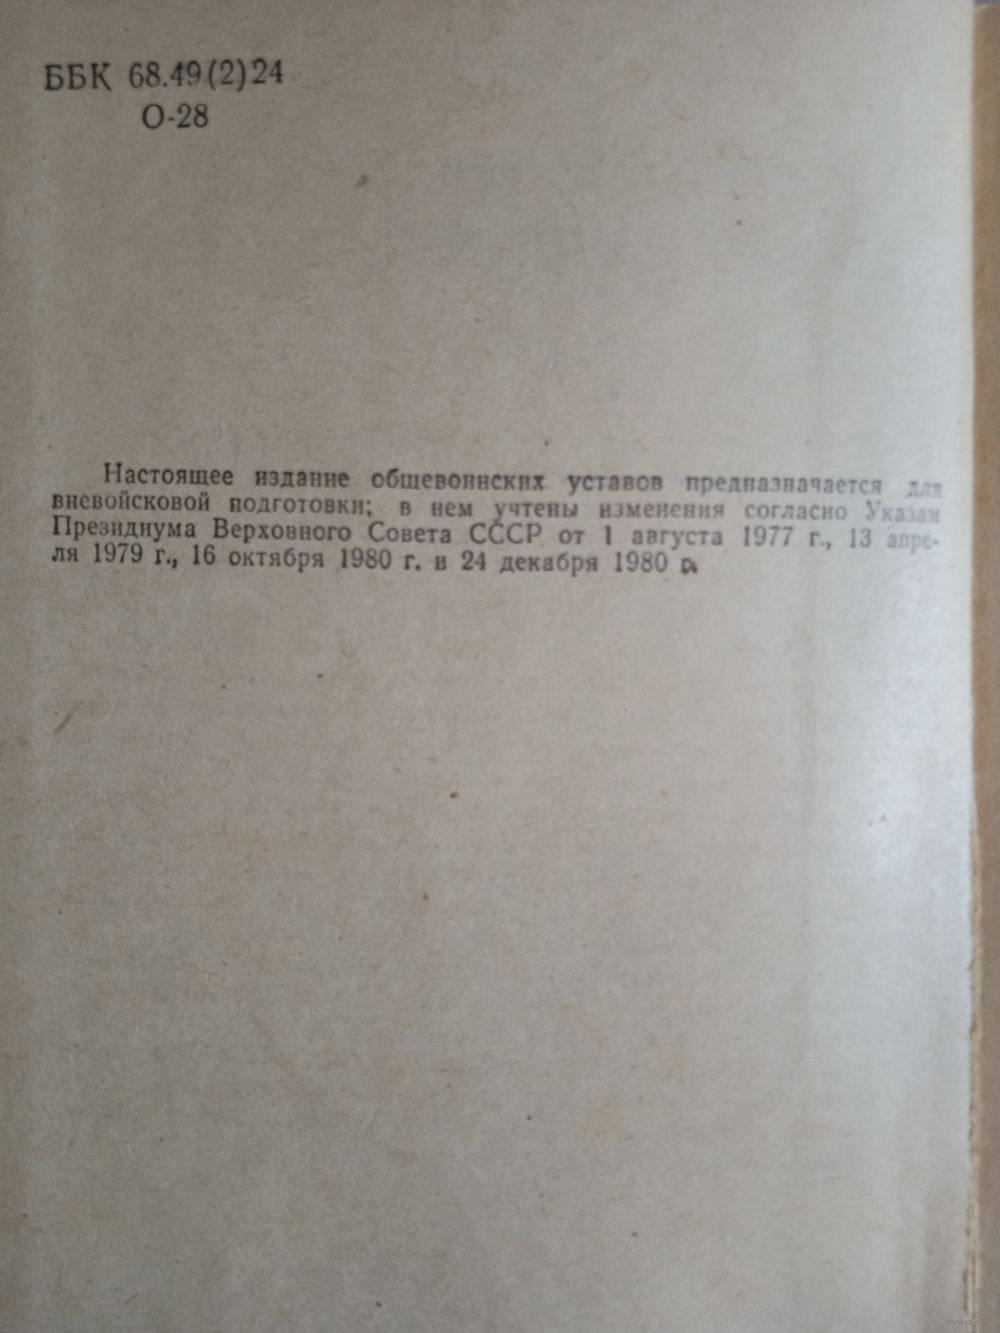 ББК 68.49(2)24
О-28
Настоящее издание общевоинских уставов предназначается для
вневойсковой подготовки; в нем учтены изменения согласно Указам
Президиума Верховного Совета СССР от 1 августа 1977 г., 13 апре-
ля 1979 г., 16 октября 1980 г. и 24 декабря 1980 г.